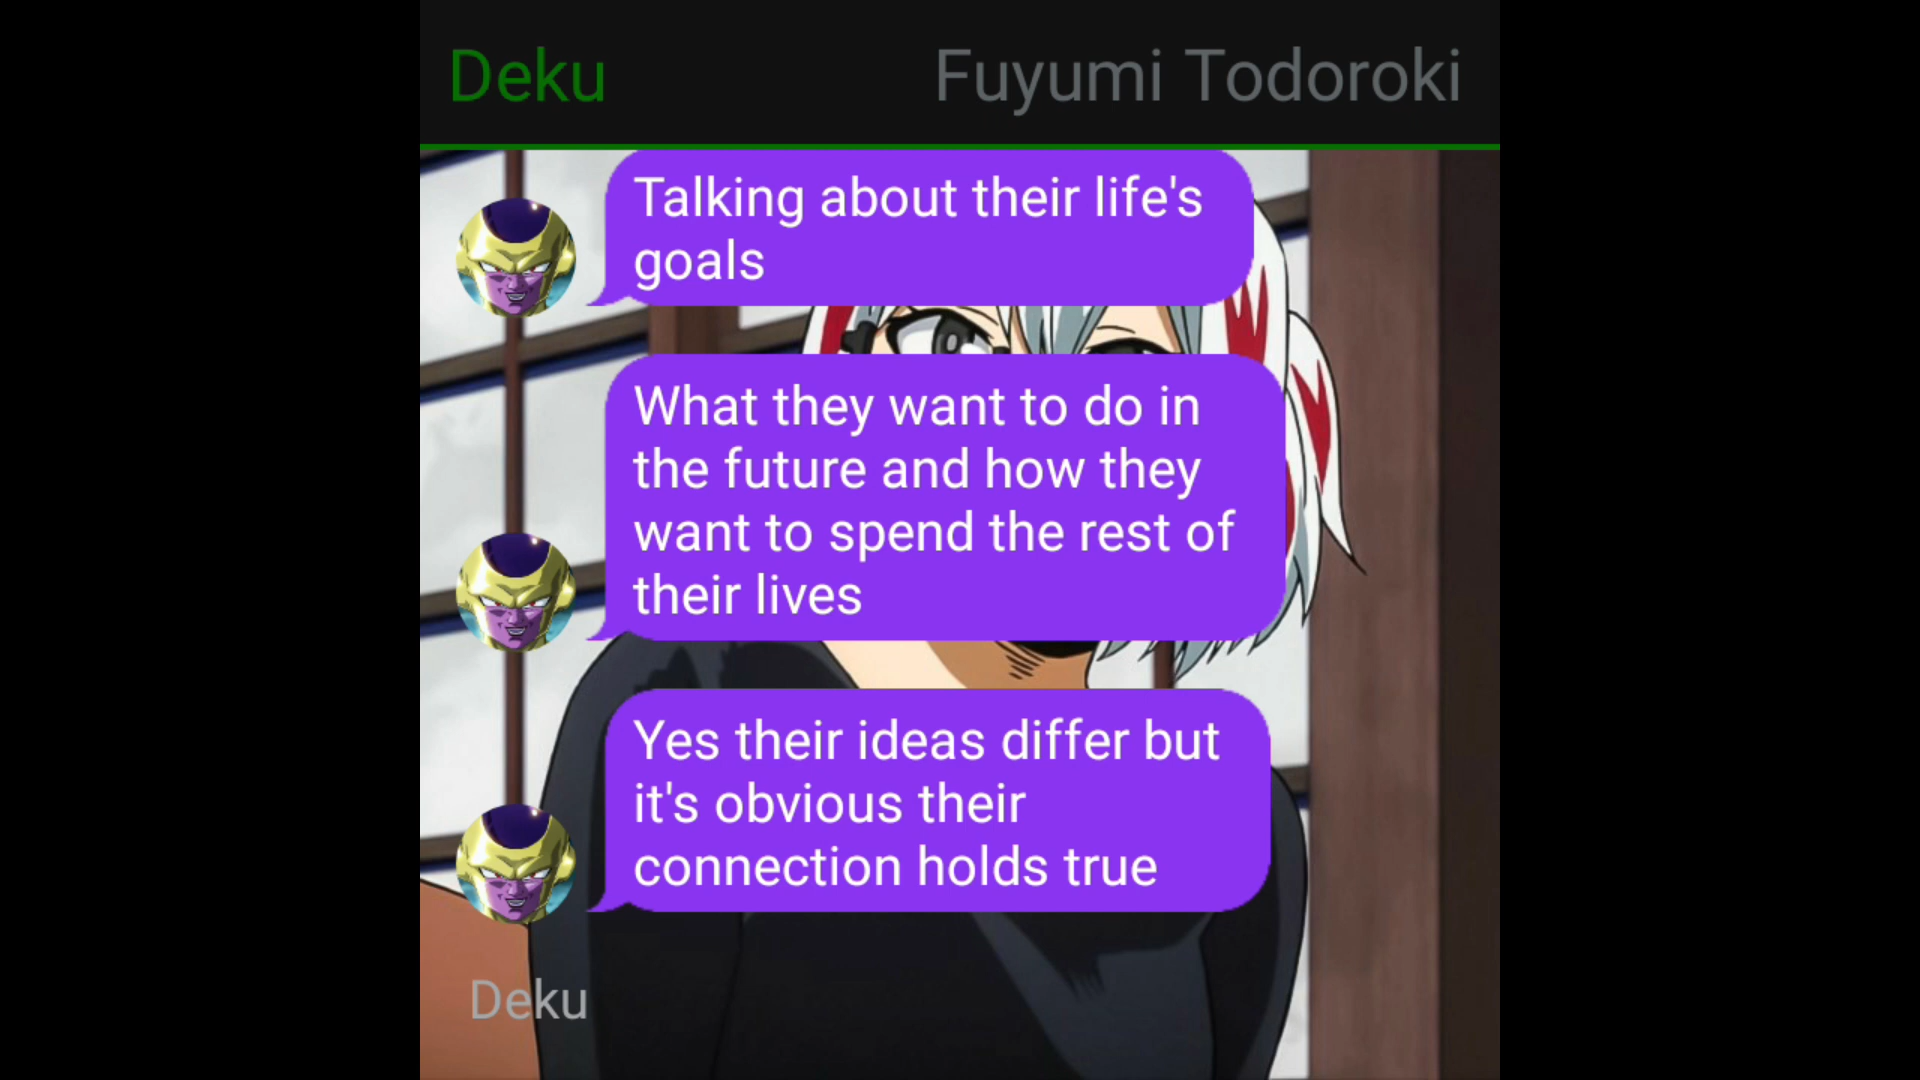 Deku
Fuyumi Todoroki
Talking about their life's
goals
What they want to do in
the future and how they
want to spend the rest of
their lives
Yes their ideas differ but
it's obvious their
connection holds true
Deku